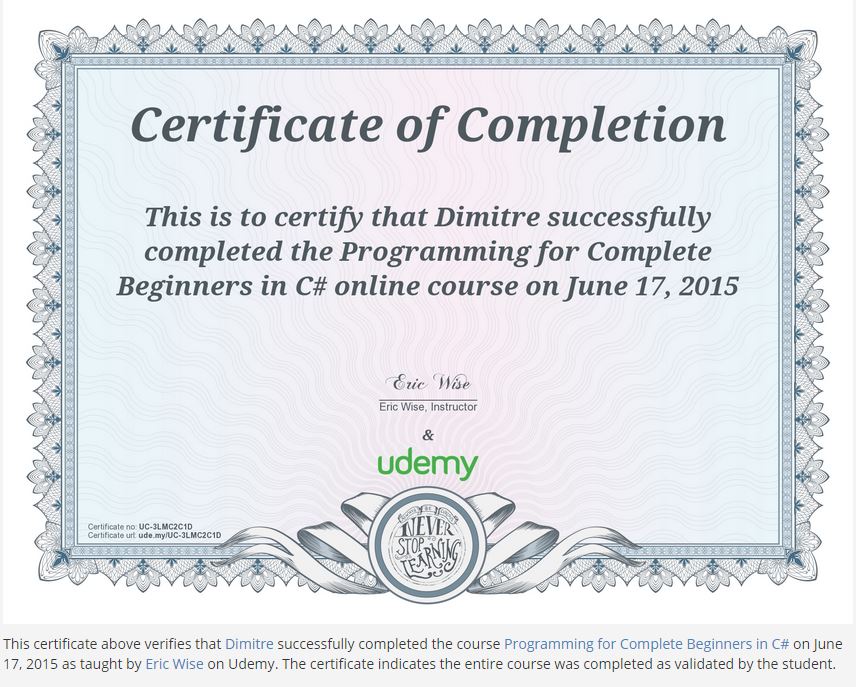 Certificate of Completion
This is to certify that Dimitre successfully
completed the Programming for Complete
Beginners in C# online course on June 17, 2015
Eric Wise
Eric Wise, Instructor
&
udemy
Certificate no: UC-3LMC2C1D
Certificate url: ude.my/UC-3LMC2C1D
NEVER
STOP
LEARNING
This certificate above verifies that Dimitre successfully completed the course Programming for Complete Beginners in C# on June
17, 2015 as taught by Eric Wise on Udemy. The certificate indicates the entire course was completed as validated by the student.